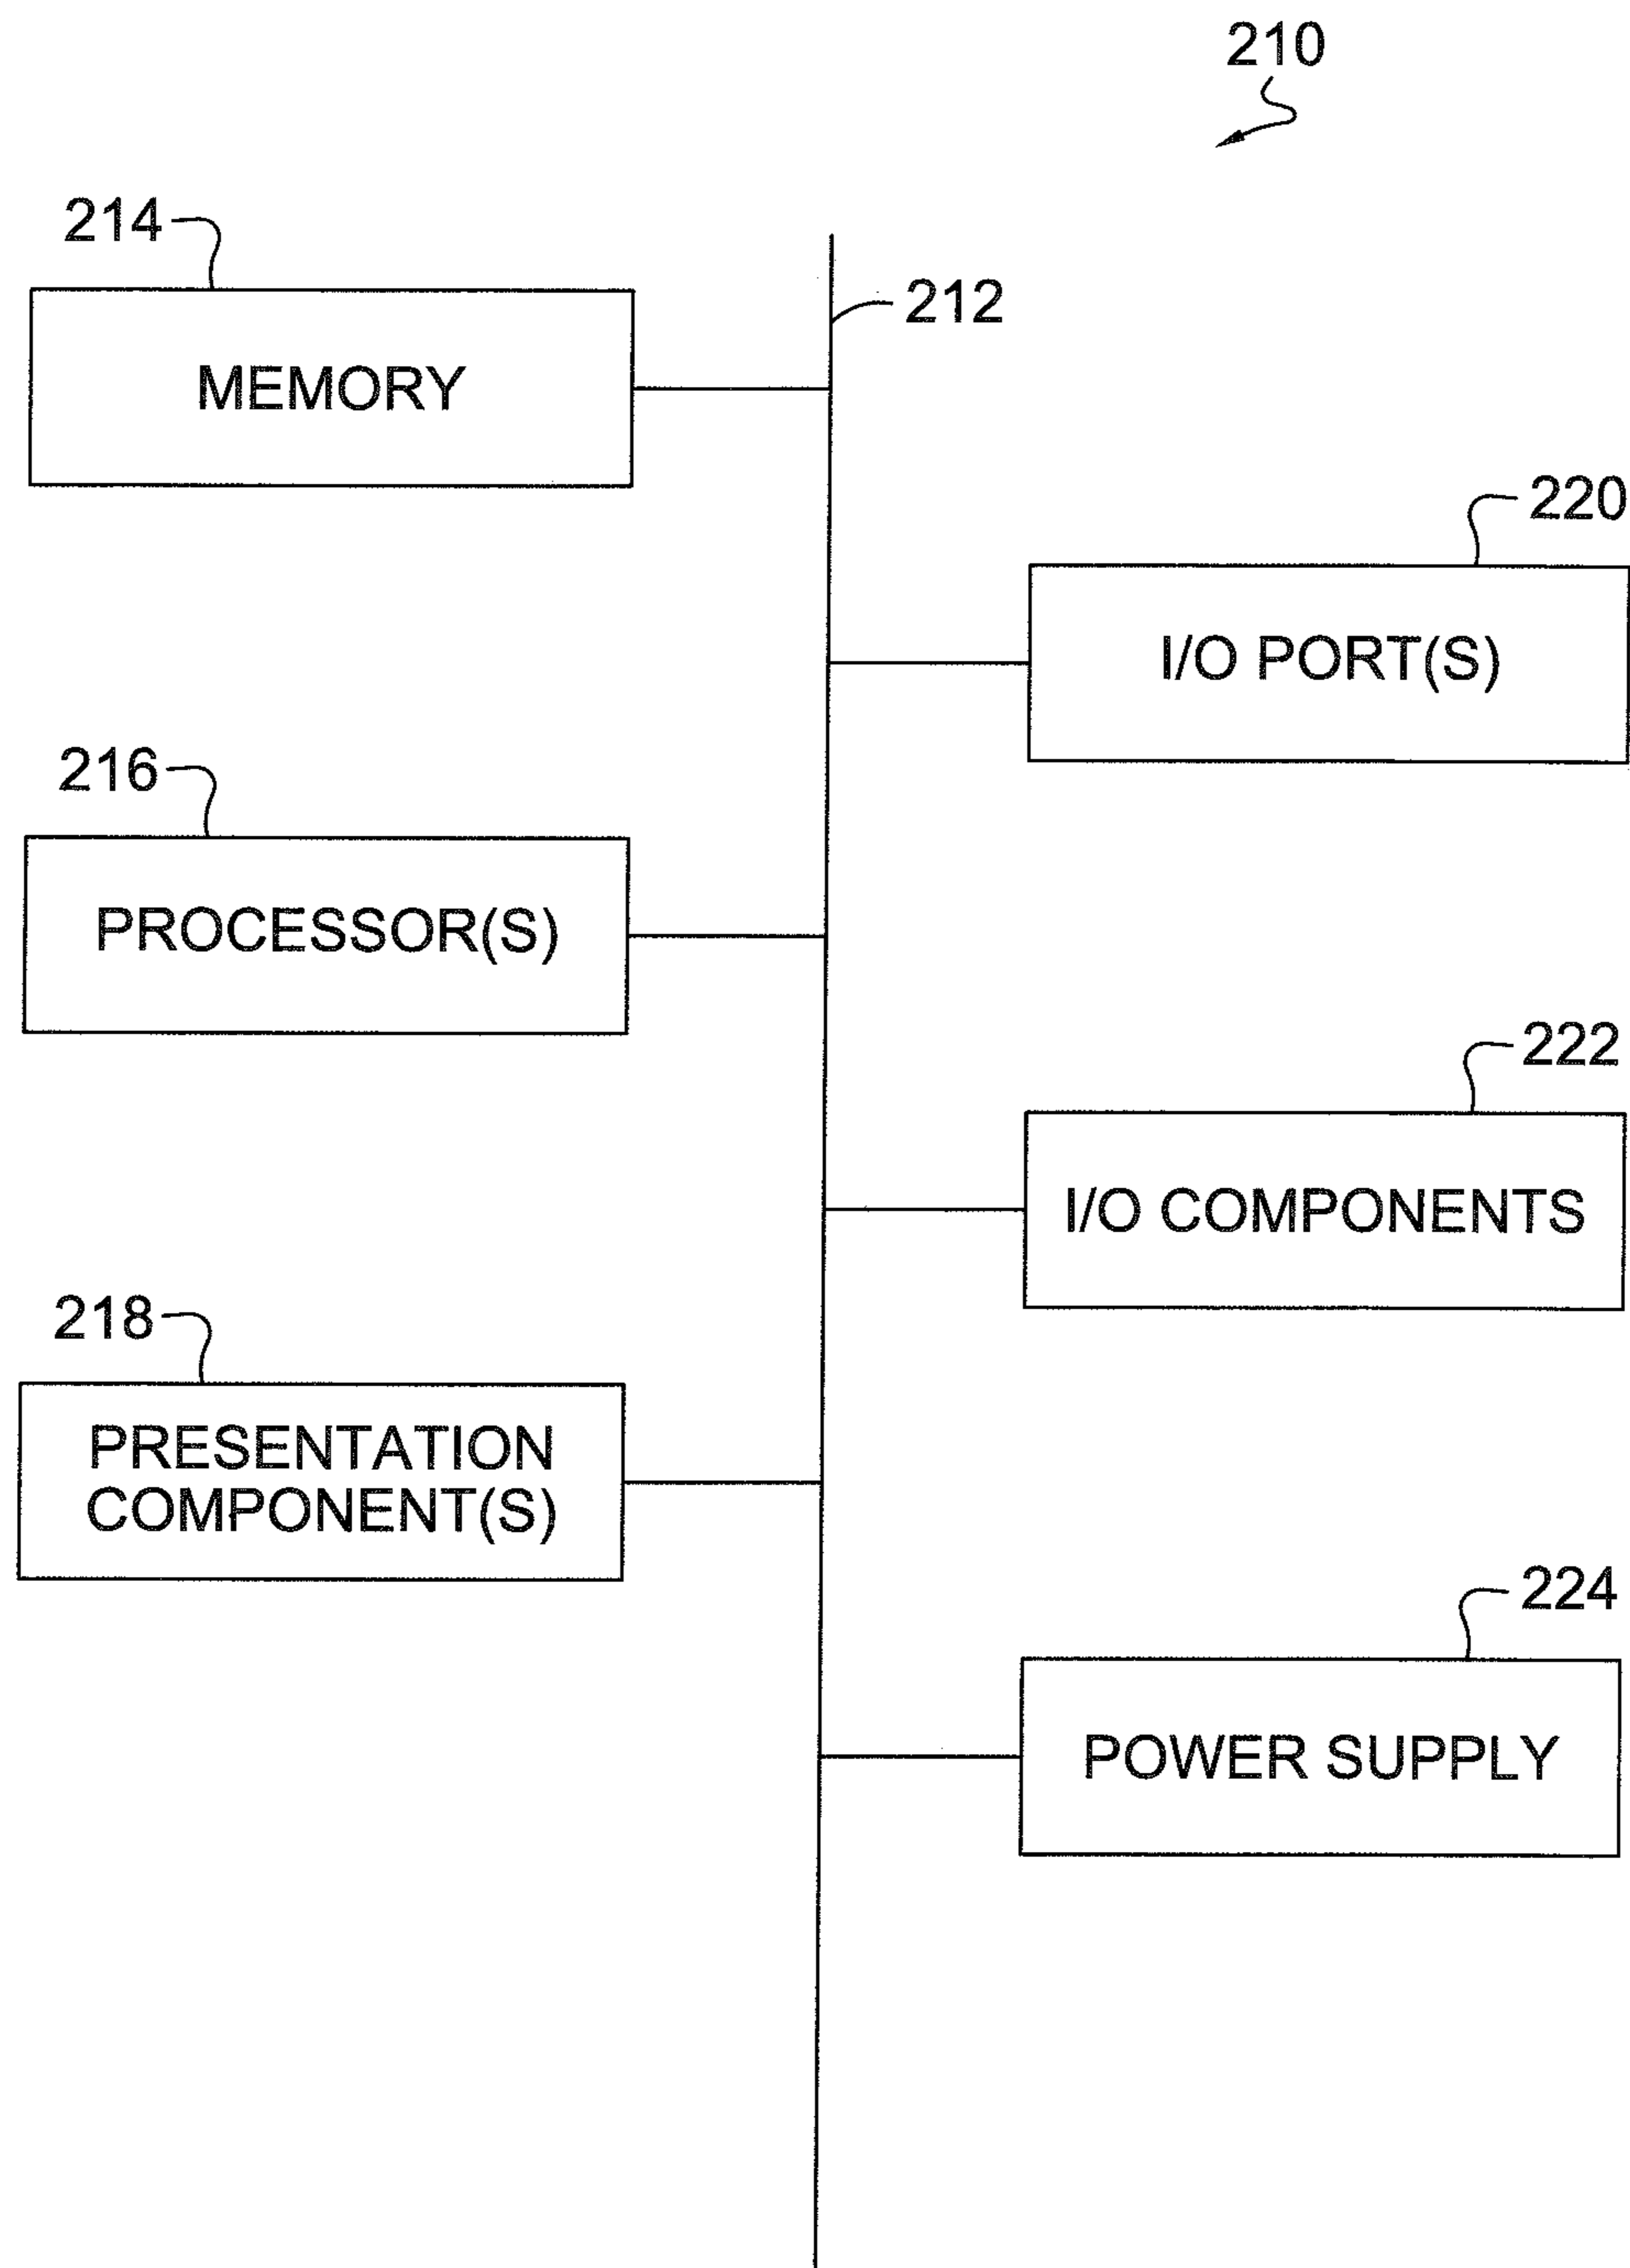 210
214
MEMORY
212
220
I/O PORT(S)
216
PROCESSOR(S)
222
I/O COMPONENTS
218
PRESENTATION
COMPONENT(S)
224
POWER SUPPLY